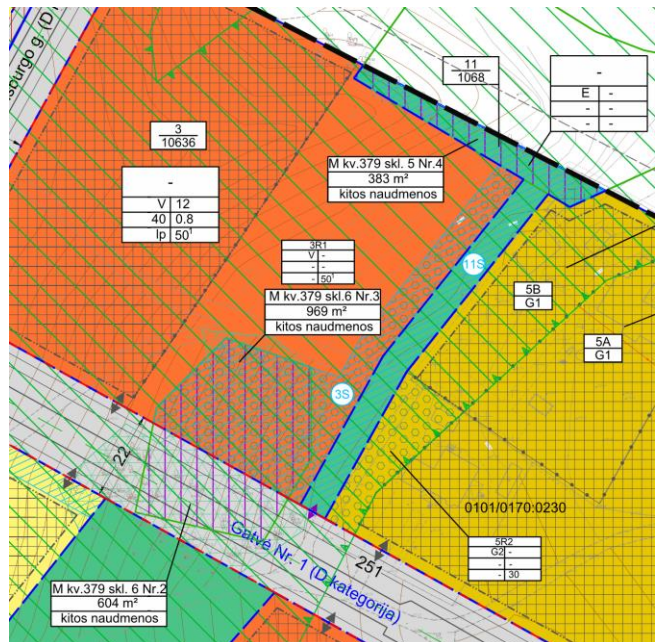 sburgo g. (D
11
1068
-
E -
- -
- -
3
10636
M kv.379 skl. 5 Nr.4
383 m²
kitos naudmenos
-
V 12
40 0.8
Ip 50¹
3R1
V -
- -
- 50¹
11S
M kv.379 skl.6 Nr.3
969 m²
kitos naudmenos
5B
G1
5A
G1
3S
22
0101/0170:0230
Gatvė Nr. 1 (D kategorija)
251
5R2
G2 -
- -
- 30
M kv.379 skl. 6 Nr.2
604 m²
kitos naudmenos